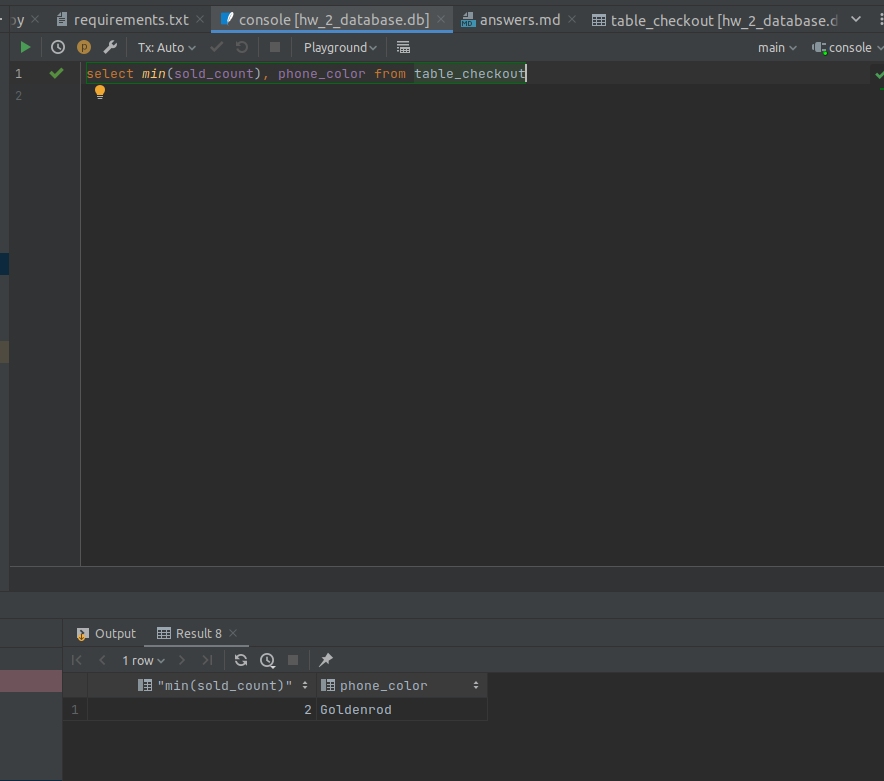 oy requirements.txt console [hw_2_database.db] answers.md table_checkout [hw_2_database.d
Tx: Auto Playground main console
1 select min(sold_count), phone_color from table_checkout
2
Output Result 8
1 row
"min(sold_count)" phone_color
1 2 Goldenrod